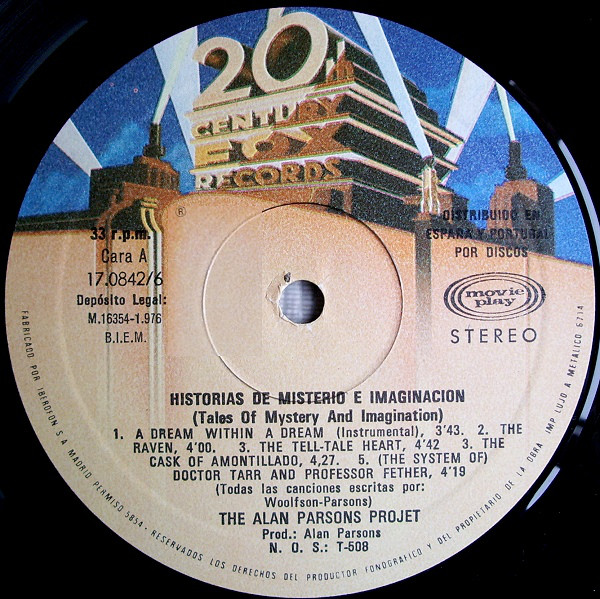 20th
CENTURY
FOX
RECORDS
®
33 r.p.m.
Cara A
17.0842/6
Depósito Legal:
M.16354-1.976
B.I.E.M.
DISTRIBUIDO EN
ESPAÑA Y PORTUGAL
POR DISCOS
movie
play
STEREO
HISTORIAS DE MISTERIO E IMAGINACION
(Tales Of Mystery And Imagination)
1. A DREAM WITHIN A DREAM (Instrumental), 3'43. 2. THE
RAVEN, 4'00. 3. THE TELL-TALE HEART, 4'42 3. THE
CASK OF AMONTILLADO, 4,27. 5. (THE SYSTEM OF)
DOCTOR TARR AND PROFESSOR FETHER, 4'19
(Todas las canciones escritas por:
Woolfson-Parsons)
THE ALAN PARSONS PROJET
Prod.: Alan Parsons
N. O. S.: T-508
FABRICADO POR IBEROFON S A MADRID PERMISO 5854 - RESERVADOS LOS DERECHOS DEL PRODUCTOR FONOGRAFICO Y DEL PROPIETARIO DE LA OBRA IMP LUJO A METALICO 6714